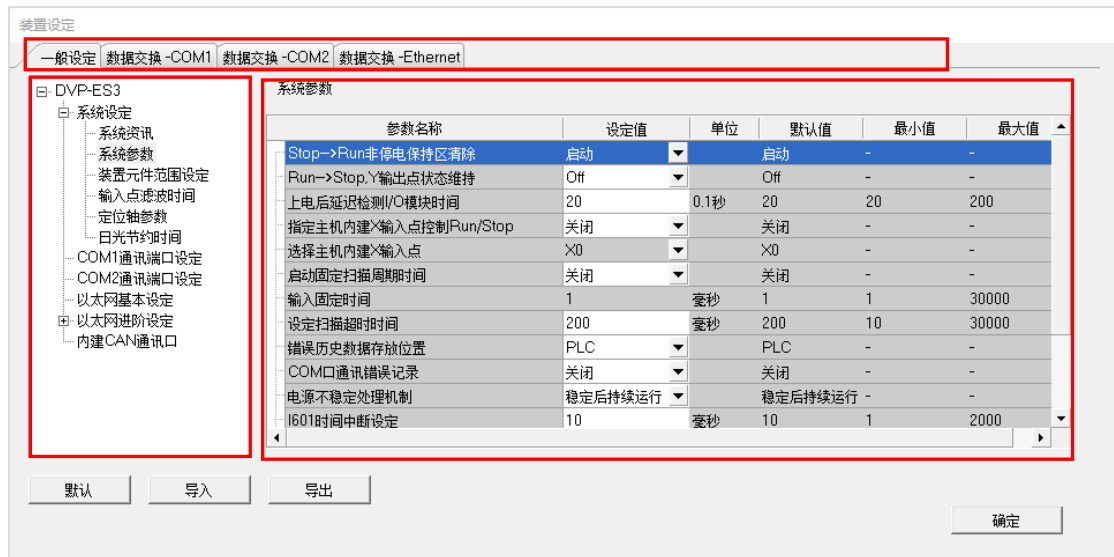 装置设定
一般设定 数据交换 -COM1 数据交换 -COM2 数据交换 -Ethernet
DVP-ES3
系统设定
系统资讯
系统参数
装置元件范围设定
输入点滤波时间
定位轴参数
日光节约时间
COM1通讯端口设定
COM2通讯端口设定
以太网基本设定
以太网进阶设定
内建CAN通讯口
系统参数
参数名称 设定值 单位 默认值 最小值 最大值
Stop-->Run非停电保持区清除 启动 启动 - -
Run-->Stop,Y输出点状态维持 Off Off - -
上电后延迟检测I/O模块时间 20 0.1秒 20 20 200
指定主机内建X输入点控制Run/Stop 关闭 关闭 - -
选择主机内建X输入点 X0 X0 - -
启动固定扫描周期时间 关闭 关闭 - -
输入固定时间 1 毫秒 1 1 30000
设定扫描超时时间 200 毫秒 200 10 30000
错误历史数据存放位置 PLC PLC - -
COM口通讯错误记录 关闭 关闭 - -
电源不稳定处理机制 稳定后持续运行 稳定后持续运行 - -
I601时间中断设定 10 毫秒 10 1 2000
默认 导入 导出
确定